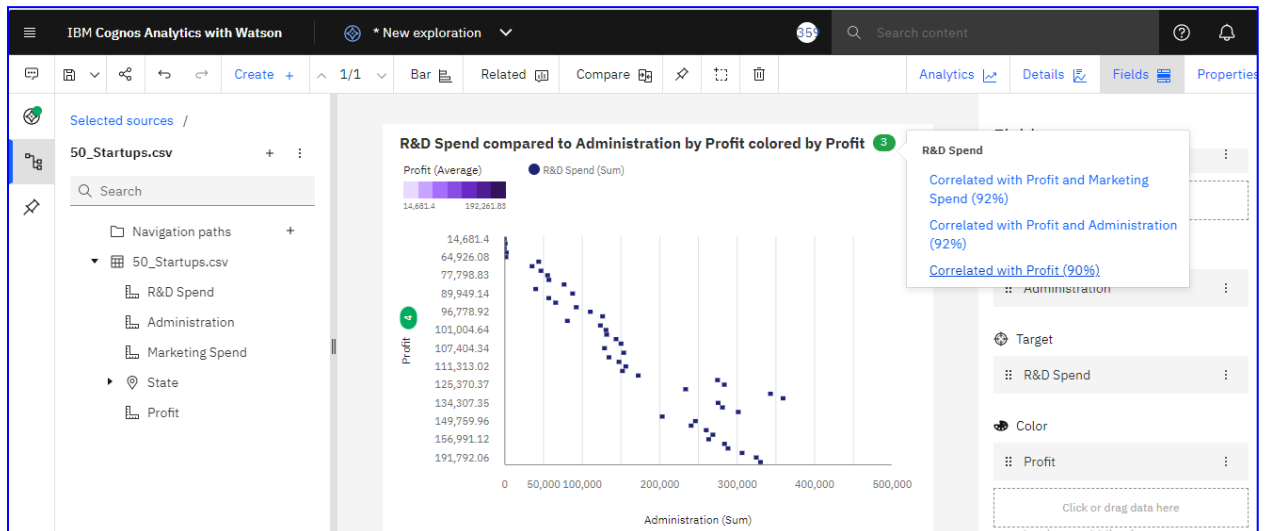 IBM Cognos Analytics with Watson
* New exploration
359
Search content
Create +
1/1
Bar
Related
Compare
Analytics
Details
Fields
Properties
Selected sources /
50_Startups.csv
Search
Navigation paths
50_Startups.csv
R&D Spend
Administration
Marketing Spend
State
Profit
R&D Spend compared to Administration by Profit colored by Profit
3
Profit (Average)
R&D Spend (Sum)
14,681.4
192,261.83
14,681.4
64,926.08
77,798.83
89,949.14
96,778.92
101,004.64
107,404.34
111,313.02
125,370.37
134,307.35
149,759.96
156,991.12
191,792.06
4
Profit
0
50,000
100,000
200,000
300,000
400,000
500,000
Administration (Sum)
R&D Spend
Correlated with Profit and Marketing
Spend (92%)
Correlated with Profit and Administration
(92%)
Correlated with Profit (90%)
Administration
Target
R&D Spend
Color
Profit
Click or drag data here